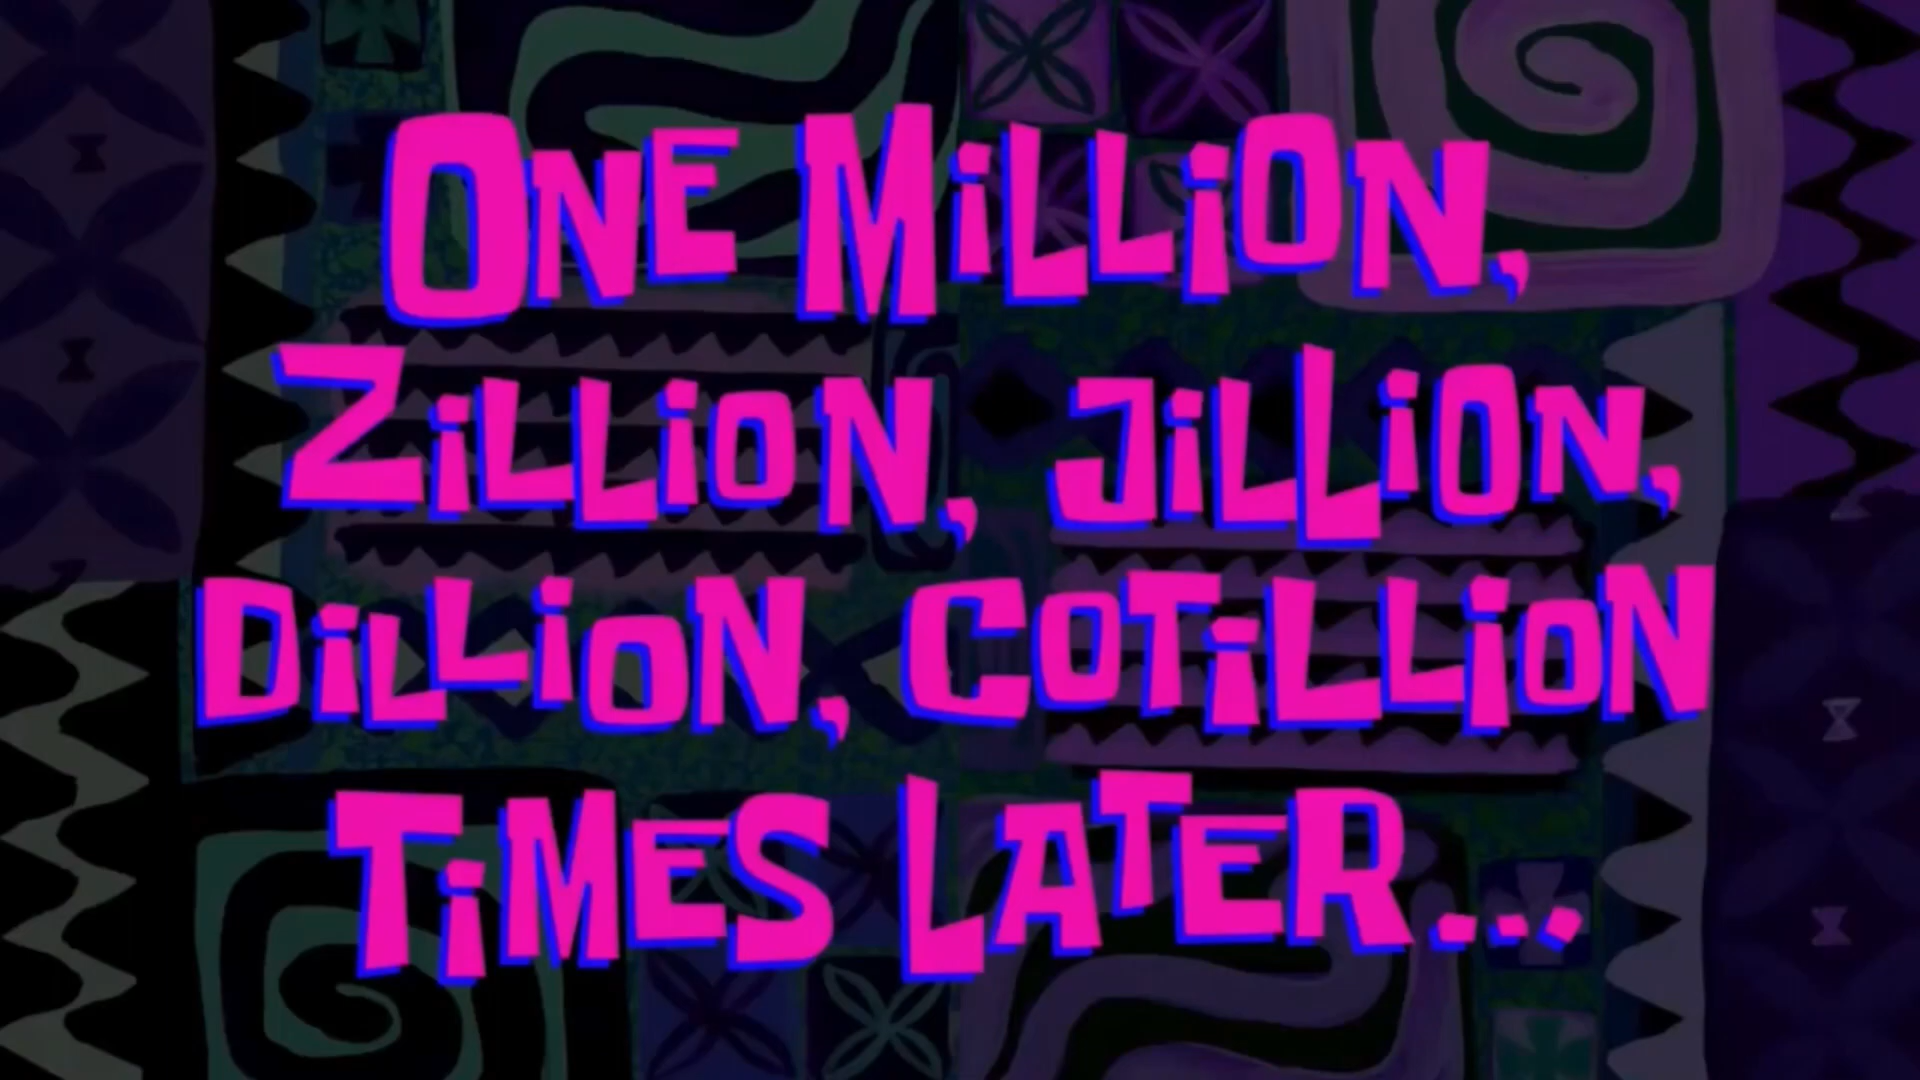 One Million,
Zillion, Jillion,
Dillion, Cotillion
Times Later...